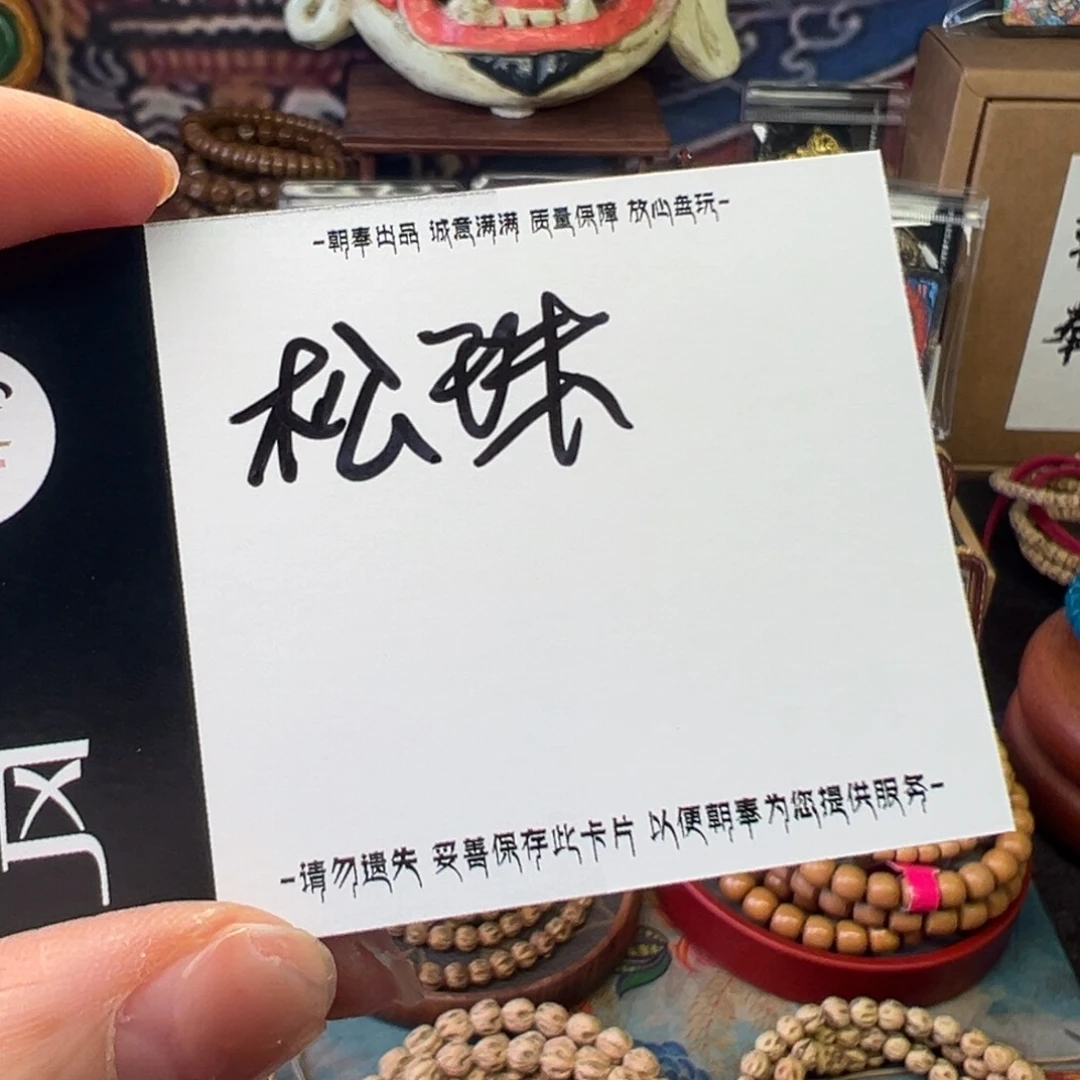 -朝奉出品 诚意满满 质量保障 放心盘玩-
松珠
-请勿遗失 妥善保存此卡片 以便朝奉为您提供服务-